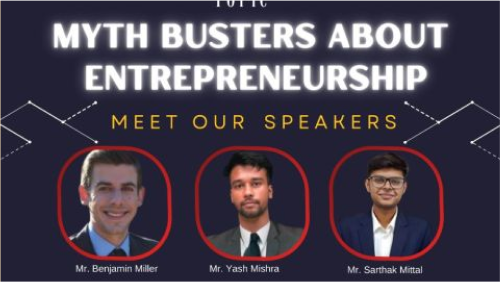 MYTH BUSTERS ABOUT
ENTREPRENEURSHIP
MEET OUR SPEAKERS
Mr. Benjamin Miller
Mr. Yash Mishra
Mr. Sarthak Mittal